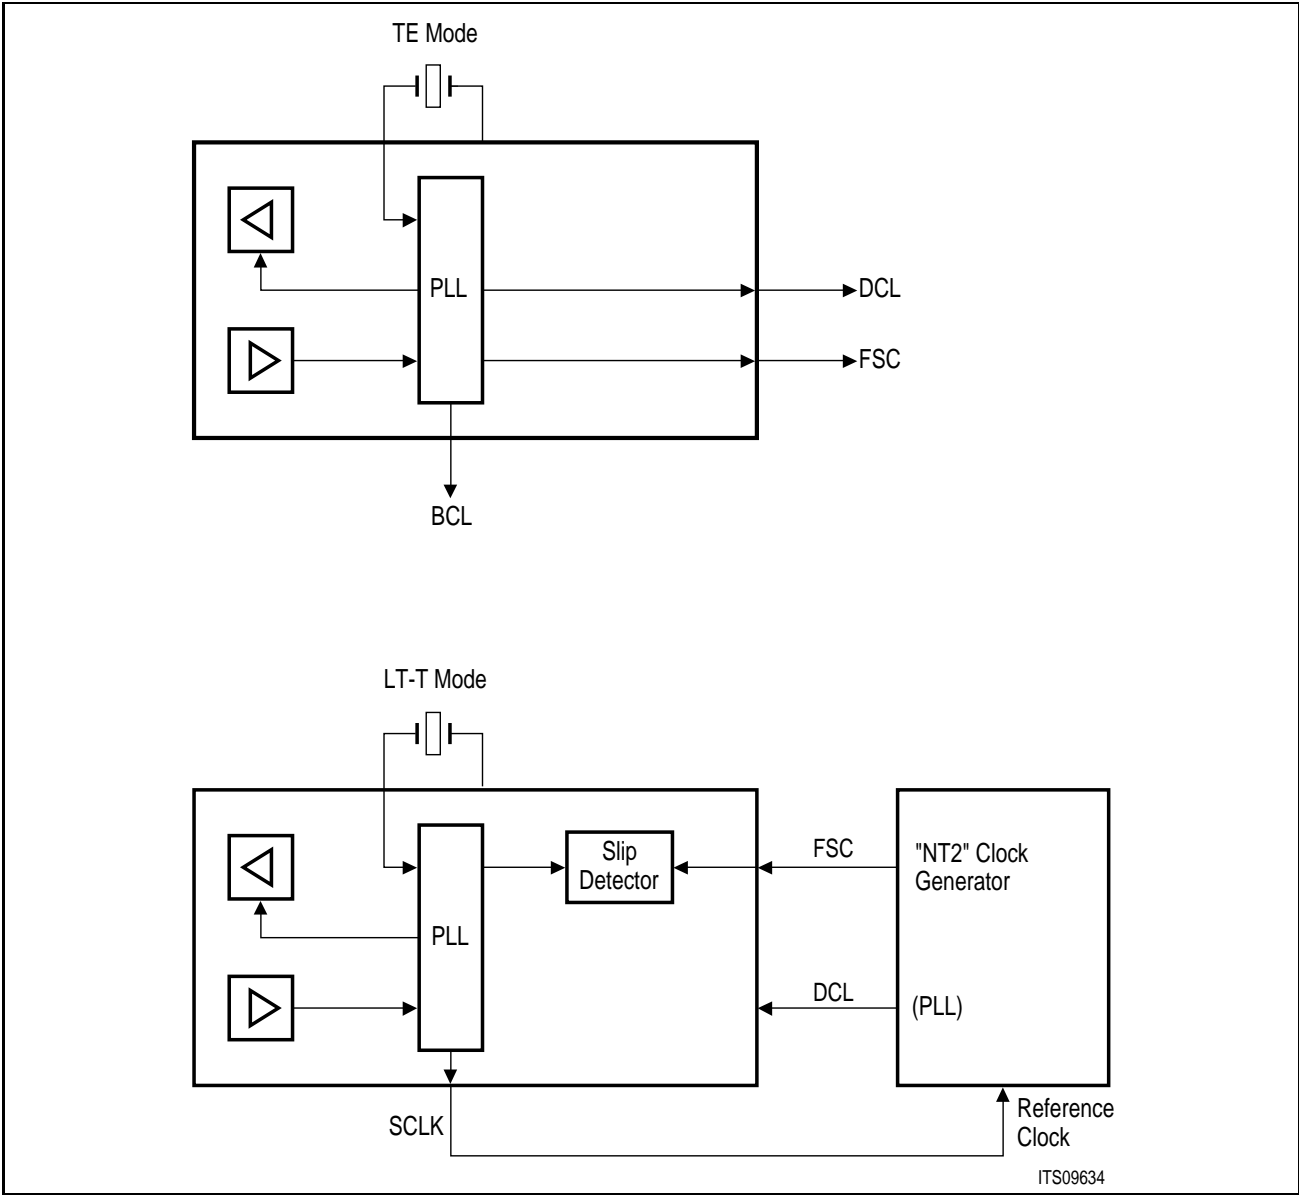 TE Mode
PLL
DCL
FSC
BCL
LT-T Mode
Slip
Detector
FSC
"NT2" Clock
Generator
PLL
DCL
(PLL)
SCLK
Reference
Clock
ITS09634